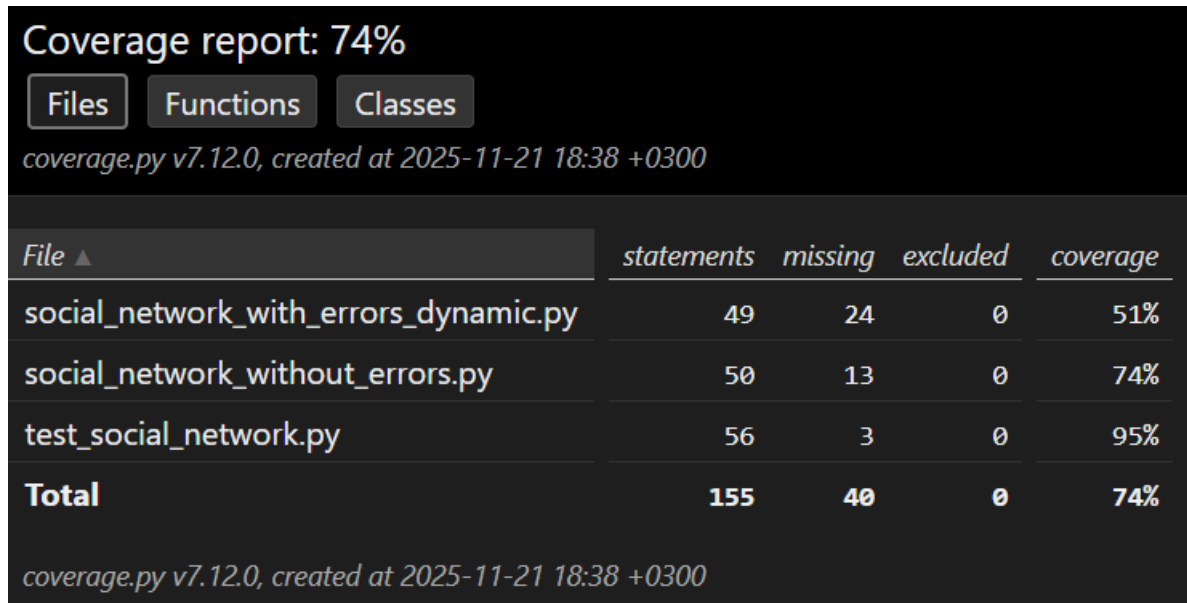 Coverage report: 74%
Files Functions Classes
coverage.py v7.12.0, created at 2025-11-21 18:38 +0300
File ▲ statements missing excluded coverage
social_network_with_errors_dynamic.py 49 24 0 51%
social_network_without_errors.py 50 13 0 74%
test_social_network.py 56 3 0 95%
Total 155 40 0 74%
coverage.py v7.12.0, created at 2025-11-21 18:38 +0300